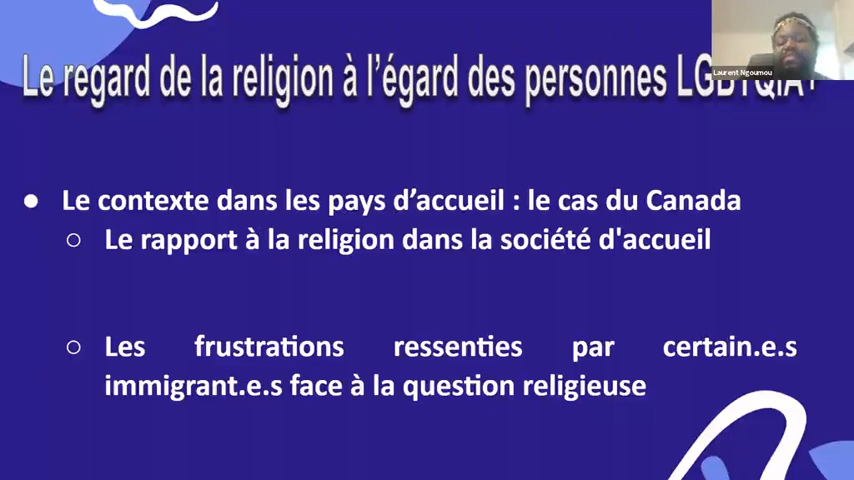 Le regard de la religion à l'égard des personnes LGBTQIA+
Laurent Ngoumou
● Le contexte dans les pays d'accueil : le cas du Canada
○ Le rapport à la religion dans la société d'accueil
○ Les frustrations ressenties par certain.e.s
immigrant.e.s face à la question religieuse